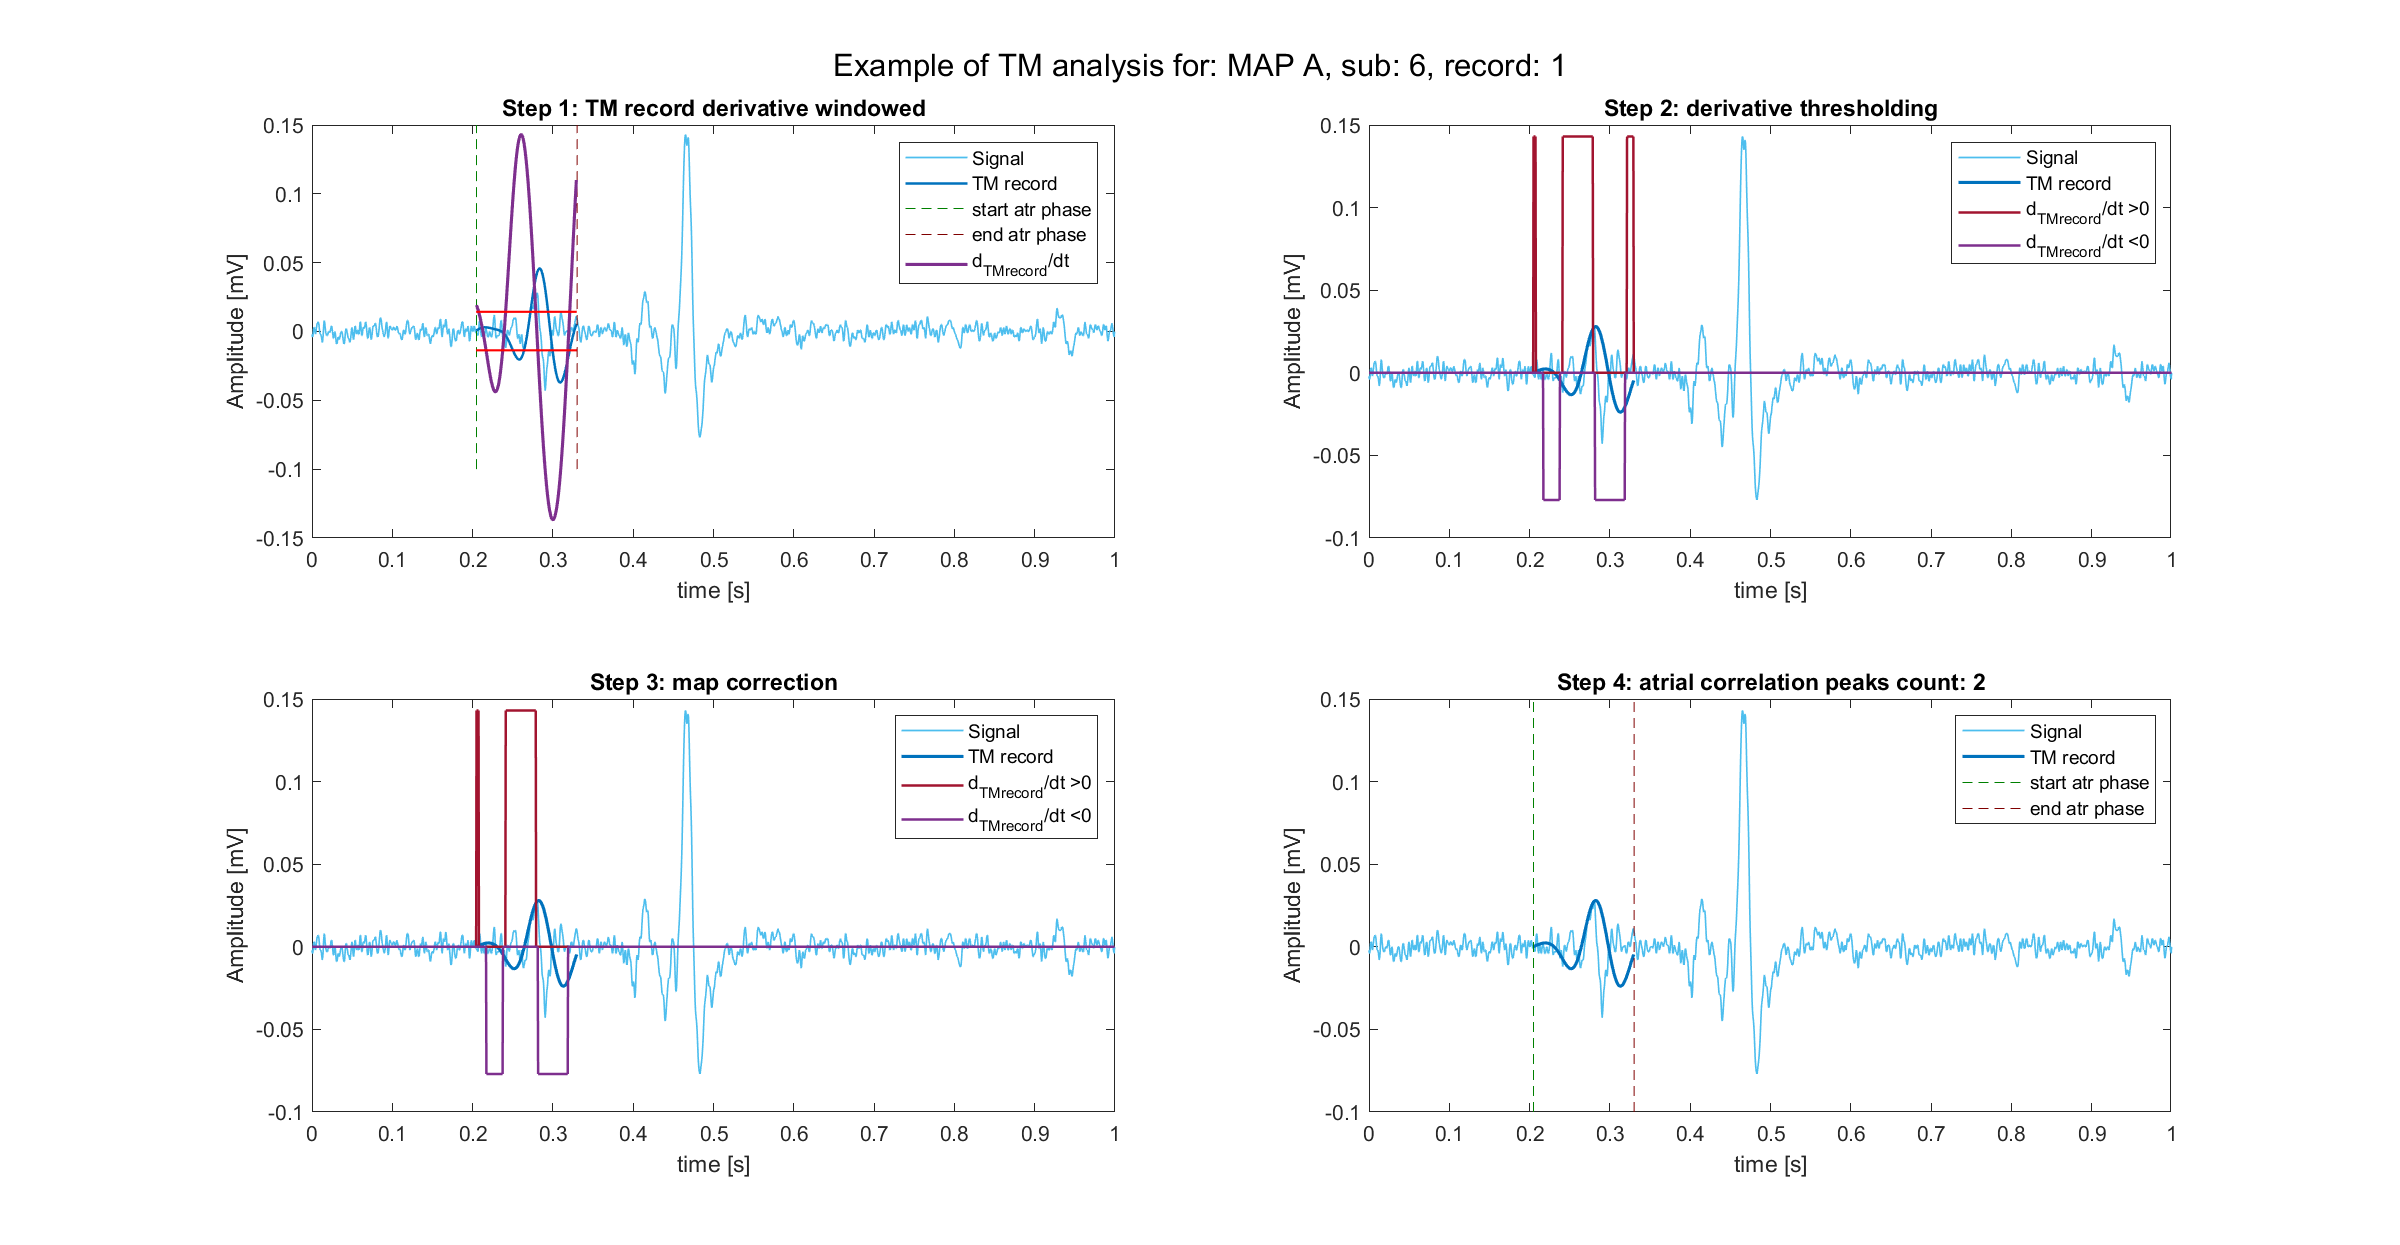 Example of TM analysis for: MAP A, sub: 6, record: 1
Step 1: TM record derivative windowed
0.15
0.1
0.05
0
-0.05
-0.1
-0.15
Amplitude [mV]
0 0.1 0.2 0.3 0.4 0.5 0.6 0.7 0.8 0.9 1
time [s]
Signal
TM record
start atr phase
end atr phase
dTMrecord/dt
Step 2: derivative thresholding
0.15
0.1
0.05
0
-0.05
-0.1
Amplitude [mV]
0 0.1 0.2 0.3 0.4 0.5 0.6 0.7 0.8 0.9 1
time [s]
Signal
TM record
dTMrecord/dt >0
dTMrecord/dt <0
Step 3: map correction
0.15
0.1
0.05
0
-0.05
-0.1
Amplitude [mV]
0 0.1 0.2 0.3 0.4 0.5 0.6 0.7 0.8 0.9 1
time [s]
Signal
TM record
dTMrecord/dt >0
dTMrecord/dt <0
Step 4: atrial correlation peaks count: 2
0.15
0.1
0.05
0
-0.05
-0.1
Amplitude [mV]
0 0.1 0.2 0.3 0.4 0.5 0.6 0.7 0.8 0.9 1
time [s]
Signal
TM record
start atr phase
end atr phase